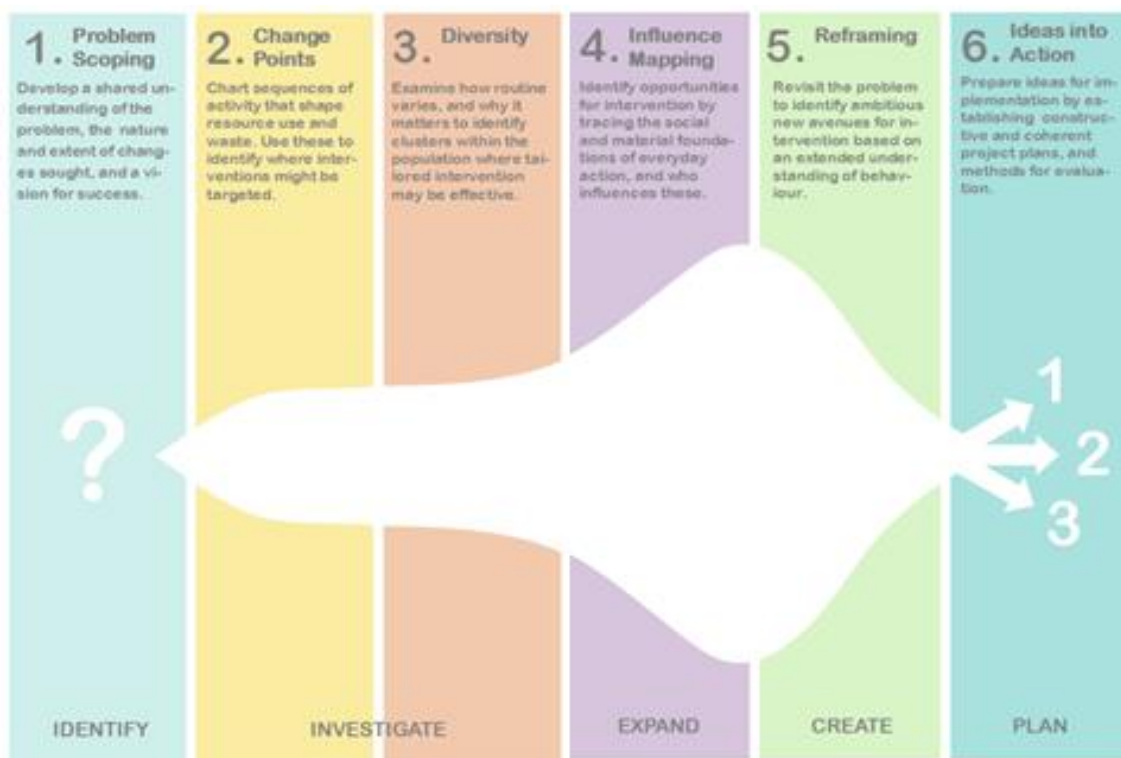 1. Problem
Scoping
Develop a shared un-
derstanding of the
problem, the nature
and extent of chang-
es sought, and a vi-
sion for success.
2. Change
Points
Chart sequences of
activity that shape
resource use and
waste. Use these to
identify where inter-
ventions might be
targeted.
3. Diversity
Examine how routine
varies, and why it
matters to identify
clusters within the
population where tai-
lored intervention
may be effective.
4. Influence
Mapping
Identify opportunities
for intervention by
tracing the social
and material founda-
tions of everyday
action, and who
influences these.
5. Reframing
Revisit the problem
to identify ambitious
new avenues for in-
tervention based on
an extended under-
standing of behav-
iour.
6. Ideas into
Action
Prepare ideas for im-
plementation by es-
tablishing construc-
tive and coherent
project plans, and
methods for evalua-
tion.
?
1
2
3
IDENTIFY
INVESTIGATE
EXPAND
CREATE
PLAN